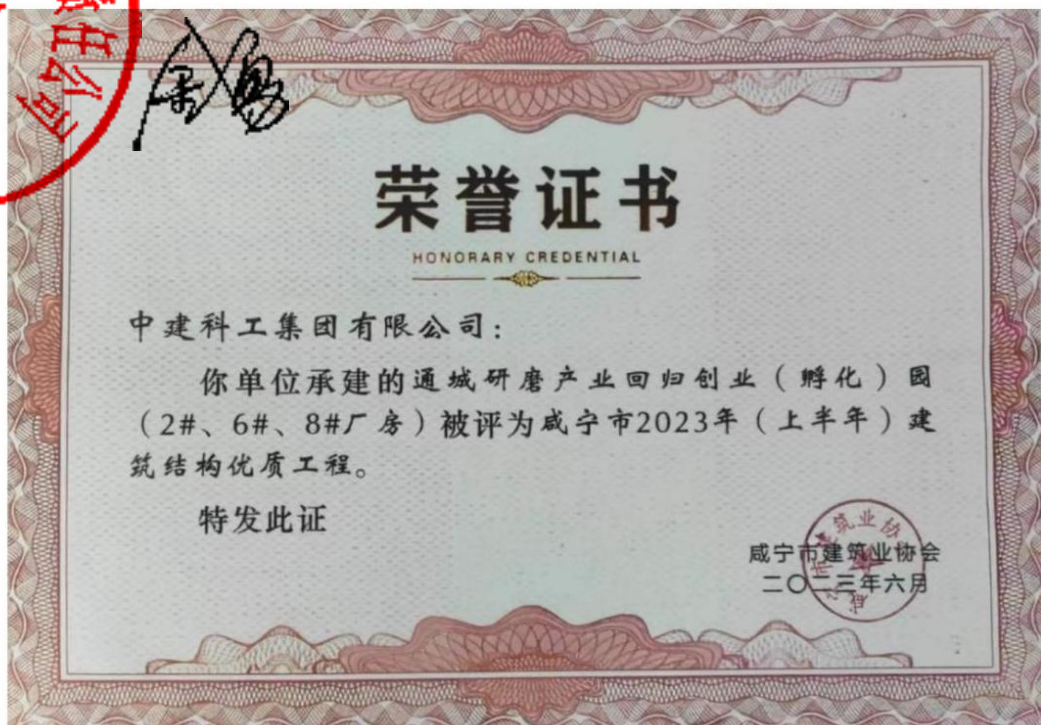 荣誉证书
HONORARY CREDENTIAL
中建科工集团有限公司：
你单位承建的通城研磨产业回归创业（孵化）园
（2#、6#、8#厂房）被评为咸宁市2023年（上半年）建
筑结构优质工程。
特发此证
咸宁市建筑业协会
二〇二三年六月